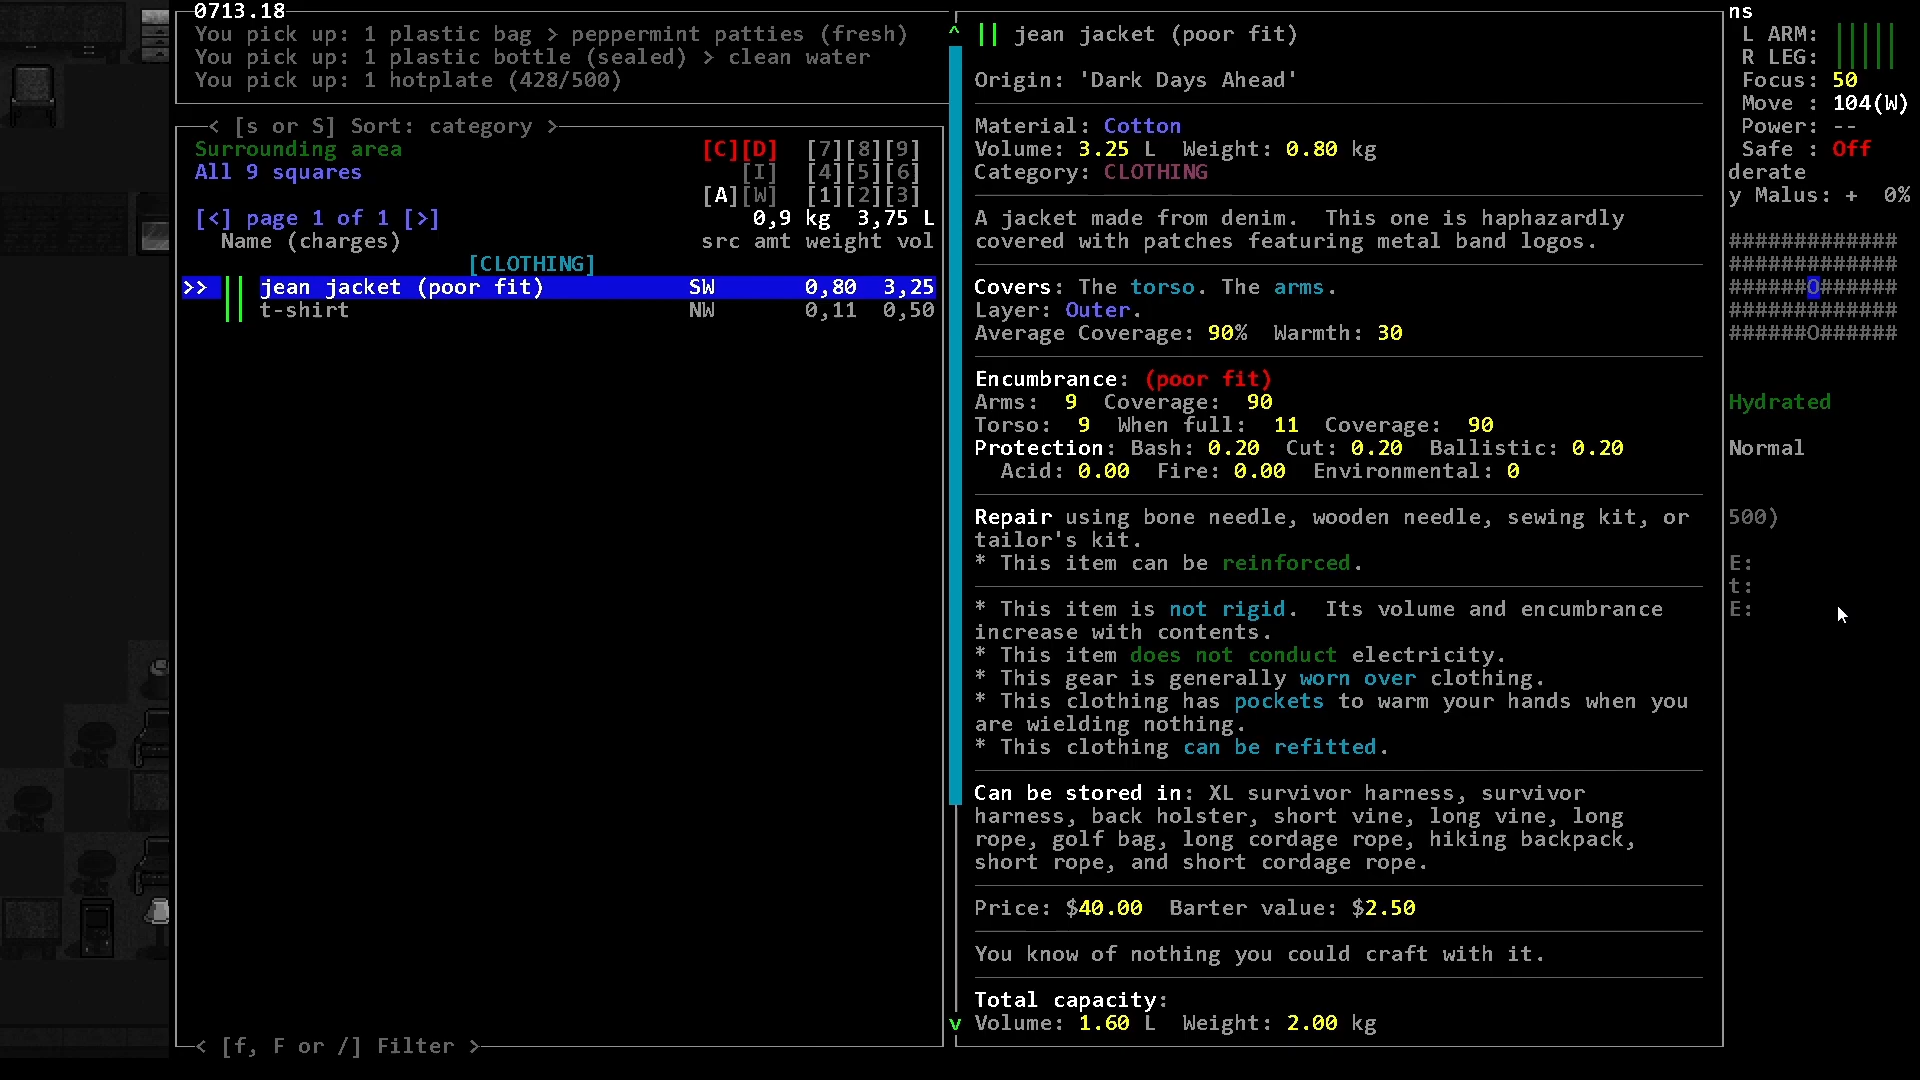 0713.18
You pick up: 1 plastic bag > peppermint patties (fresh)
You pick up: 1 plastic bottle (sealed) > clean water
You pick up: 1 hotplate (428/500)
< [s or S] Sort: category >
Surrounding area [C][D] [7][8][9]
All 9 squares [I] [4][5][6]
[A][W] [1][2][3]
[<] page 1 of 1 [>] 0,9 kg 3,75 L
Name (charges) src amt weight vol
[CLOTHING]
>> || jean jacket (poor fit) SW 0,80 3,25
|| t-shirt NW 0,11 0,50
< [f, F or /] Filter >
^
v
|| jean jacket (poor fit)
Origin: 'Dark Days Ahead'
Material: Cotton
Volume: 3.25 L Weight: 0.80 kg
Category: CLOTHING
A jacket made from denim. This one is haphazardly
covered with patches featuring metal band logos.
Covers: The torso. The arms.
Layer: Outer.
Average Coverage: 90% Warmth: 30
Encumbrance: (poor fit)
Arms: 9 Coverage: 90
Torso: 9 When full: 11 Coverage: 90
Protection: Bash: 0.20 Cut: 0.20 Ballistic: 0.20
Acid: 0.00 Fire: 0.00 Environmental: 0
Repair using bone needle, wooden needle, sewing kit, or
tailor's kit.
* This item can be reinforced.
* This item is not rigid. Its volume and encumbrance
increase with contents.
* This item does not conduct electricity.
* This gear is generally worn over clothing.
* This clothing has pockets to warm your hands when you
are wielding nothing.
* This clothing can be refitted.
Can be stored in: XL survivor harness, survivor
harness, back holster, short vine, long vine, long
rope, golf bag, long cordage rope, hiking backpack,
short rope, and short cordage rope.
Price: $40.00 Barter value: $2.50
You know of nothing you could craft with it.
Total capacity:
Volume: 1.60 L Weight: 2.00 kg
ns
L ARM: |||||
R LEG: |||||
Focus: 50
Move : 104(W)
Power: --
Safe : Off
derate
y Malus: + 0%
#############
#############
######O######
#############
######O######
Hydrated
Normal
500)
E:
t:
E: